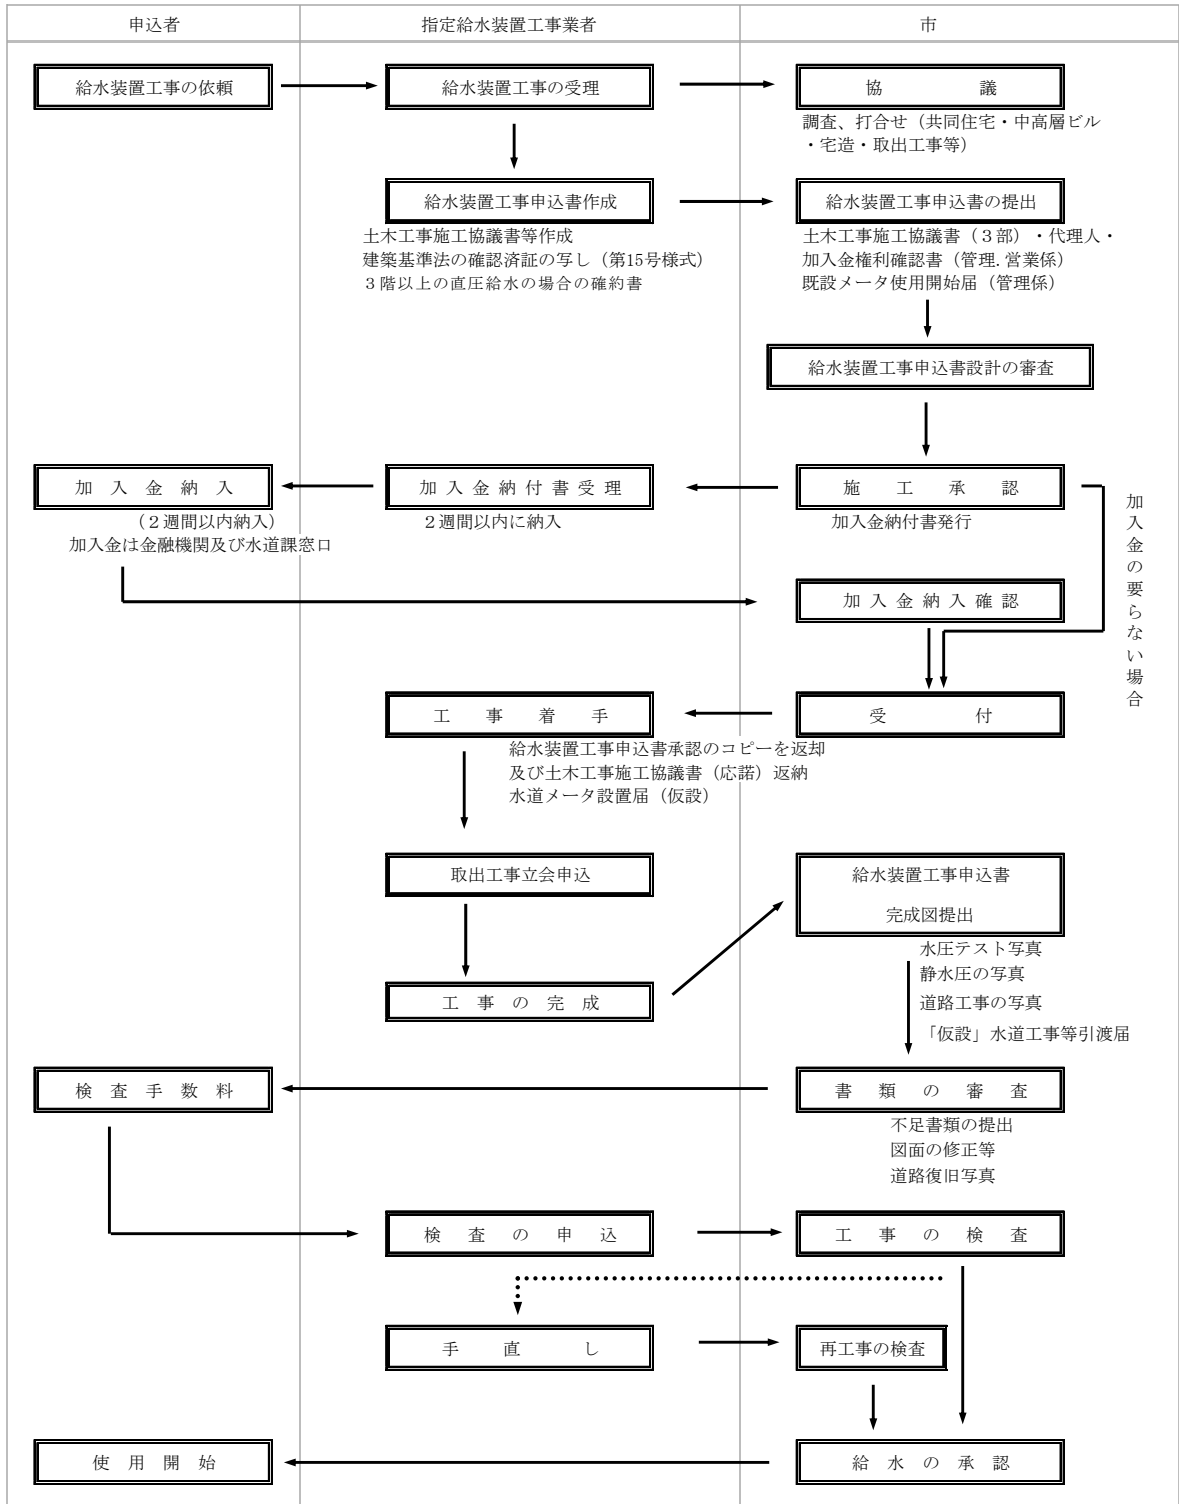 申込者
指定給水装置工事業者
市
給水装置工事の依頼
給水装置工事の受理
協　議
調査、打合せ（共同住宅・中高層ビル
・宅造・取出工事等）
給水装置工事申込書作成
土木工事施工協議書等作成
建築基準法の確認済証の写し（第15号様式）
３階以上の直圧給水の場合の確約書
給水装置工事申込書の提出
土木工事施工協議書（３部）・代理人・
加入金権利確認書（管理．営業係）
既設メータ使用開始届（管理係）
給水装置工事申込書設計の審査
加入金納入
（２週間以内納入）
加入金は金融機関及び水道課窓口
加入金納付書受理
２週間以内に納入
施工承認
加入金納付書発行
加入金の要らない場合
加入金納入確認
工事着手
受付
給水装置工事申込書承認のコピーを返却
及び土木工事施工協議書（応諾）返納
水道メータ設置届（仮設）
取出工事立会申込
給水装置工事申込書
完成図提出
水圧テスト写真
静水圧の写真
道路工事の写真
「仮設」水道工事等引渡届
工事の完成
検査手数料
書類の審査
不足書類の提出
図面の修正等
道路復旧写真
検査の申込
工事の検査
手直し
再工事の検査
使用開始
給水の承認